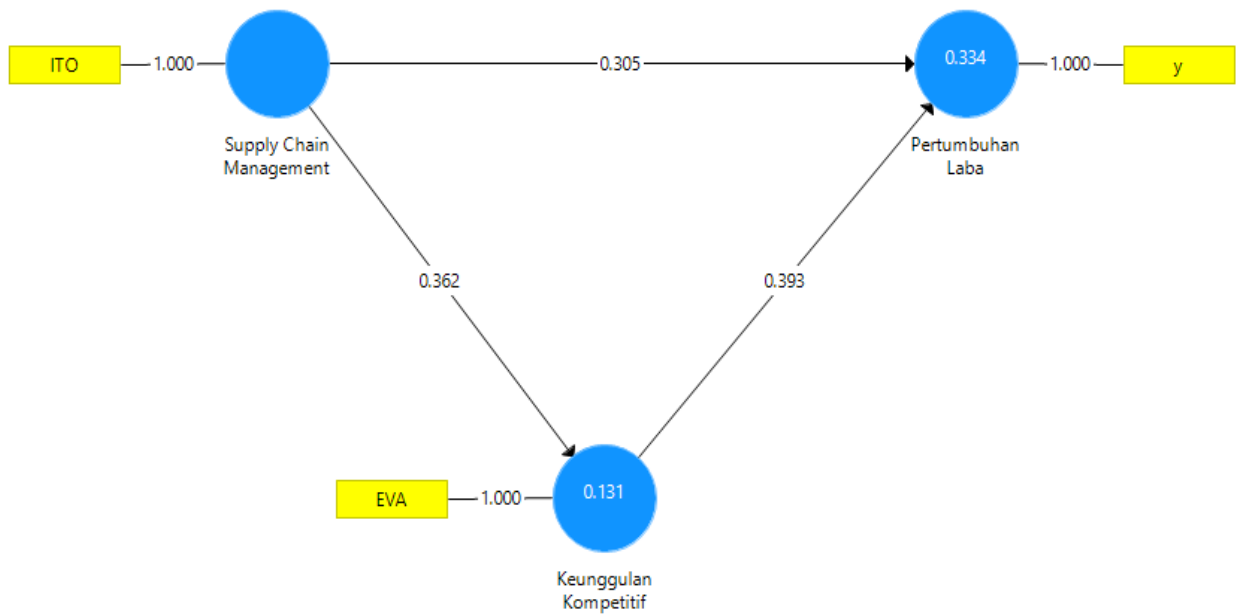 ITO
1.000
0.305
0.334
1.000
y
Supply Chain
Management
Pertumbuhan
Laba
0.362
0.393
EVA
1.000
0.131
Keunggulan
Kompetitif